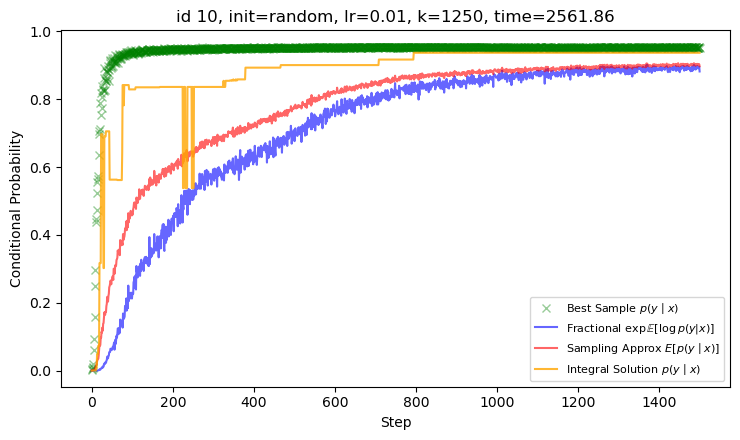 id 10, init=random, lr=0.01, k=1250, time=2561.86
Conditional Probability
1.0
0.8
0.6
0.4
0.2
0.0
Best Sample p(y | x)
Fractional exp𝔼[log p(y|x)]
Sampling Approx E[p(y | x)]
Integral Solution p(y | x)
0 200 400 600 800 1000 1200 1400
Step